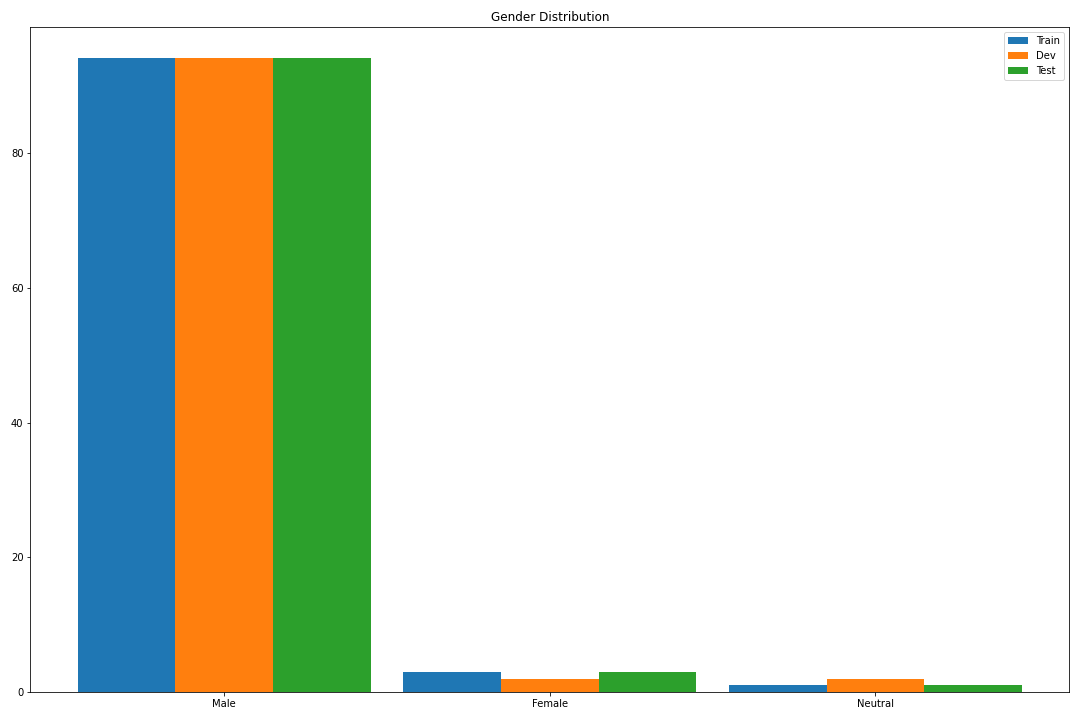 Gender Distribution
Train
Dev
Test
80
60
40
20
0
Male Female Neutral